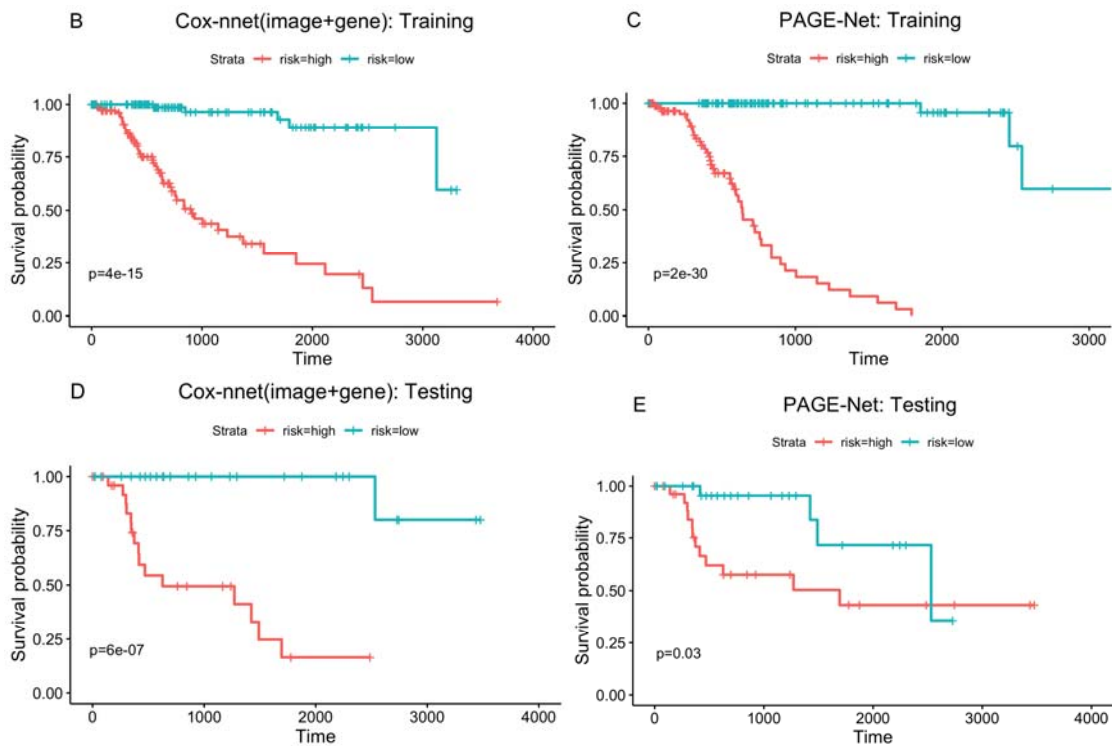 B
Cox-nnet(image+gene): Training
Strata risk=high risk=low
Survival probability
1.00
0.75
0.50
0.25
0.00
p=4e-15
0 1000 2000 3000 4000
Time
C
PAGE-Net: Training
Strata risk=high risk=low
Survival probability
1.00
0.75
0.50
0.25
0.00
p=2e-30
0 1000 2000 3000
Time
D
Cox-nnet(image+gene): Testing
Strata risk=high risk=low
Survival probability
1.00
0.75
0.50
0.25
0.00
p=6e-07
0 1000 2000 3000 4000
Time
E
PAGE-Net: Testing
Strata risk=high risk=low
Survival probability
1.00
0.75
0.50
0.25
0.00
p=0.03
0 1000 2000 3000 4000
Time